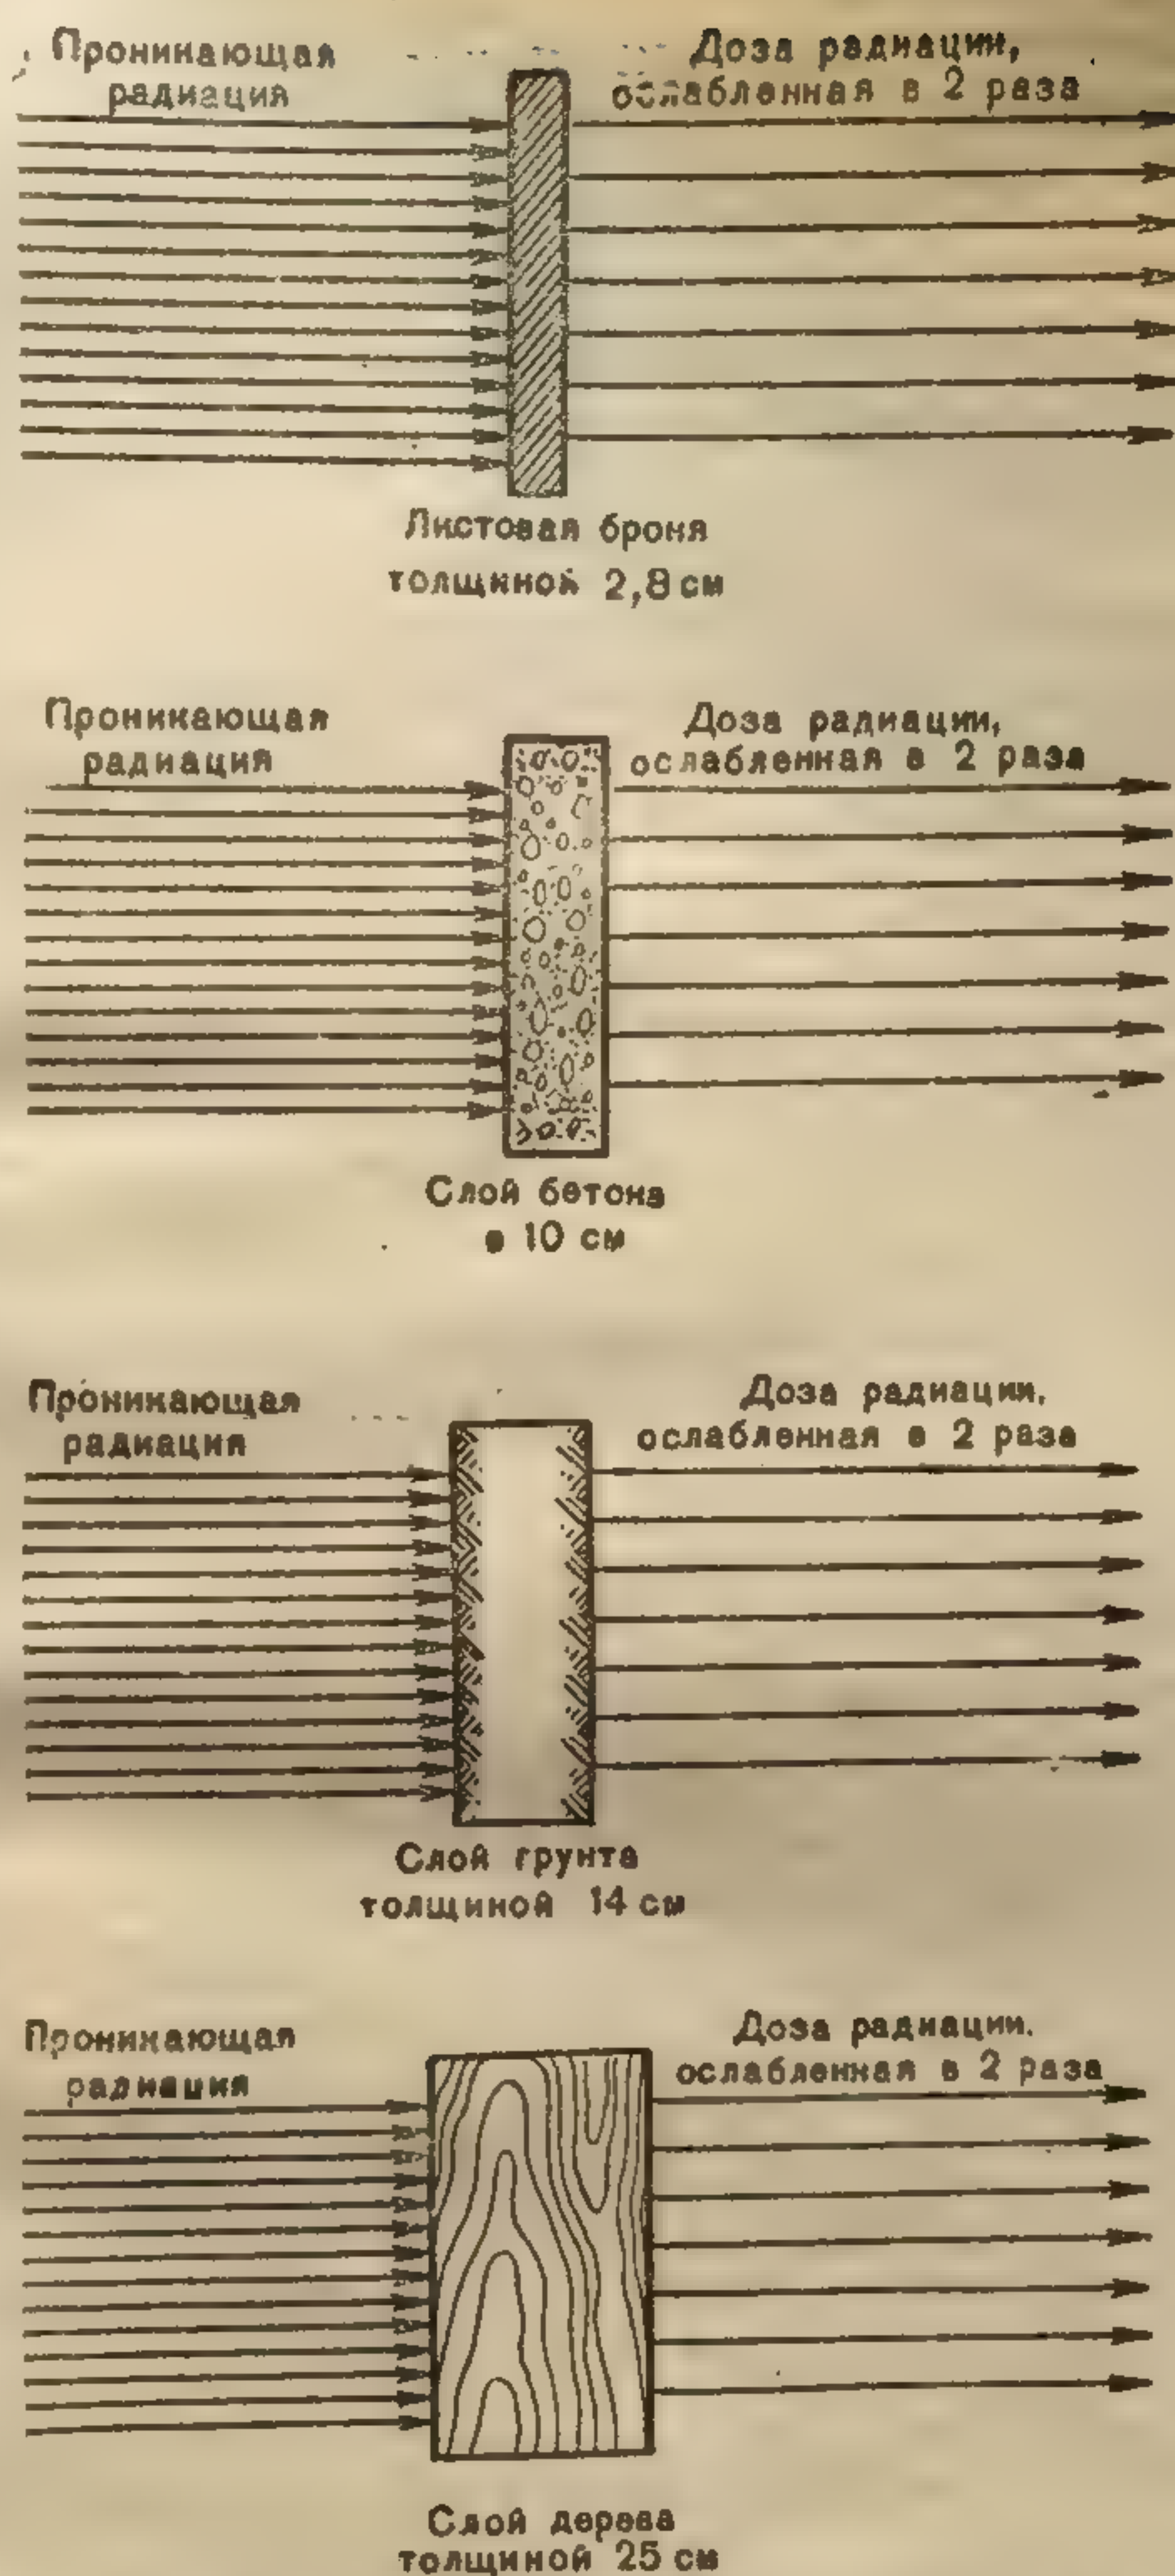 Проникающая
радиация
Доза радиации,
ослабленная в 2 раза
Листовая броня
толщиной 2,8 см
Проникающая
радиация
Доза радиации,
ослабленная в 2 раза
Слой бетона
в 10 см
Проникающая
радиация
Доза радиации,
ослабленная в 2 раза
Слой грунта
толщиной 14 см
Проникающая
радиация
Доза радиации,
ослабленная в 2 раза
Слой дерева
толщиной 25 см